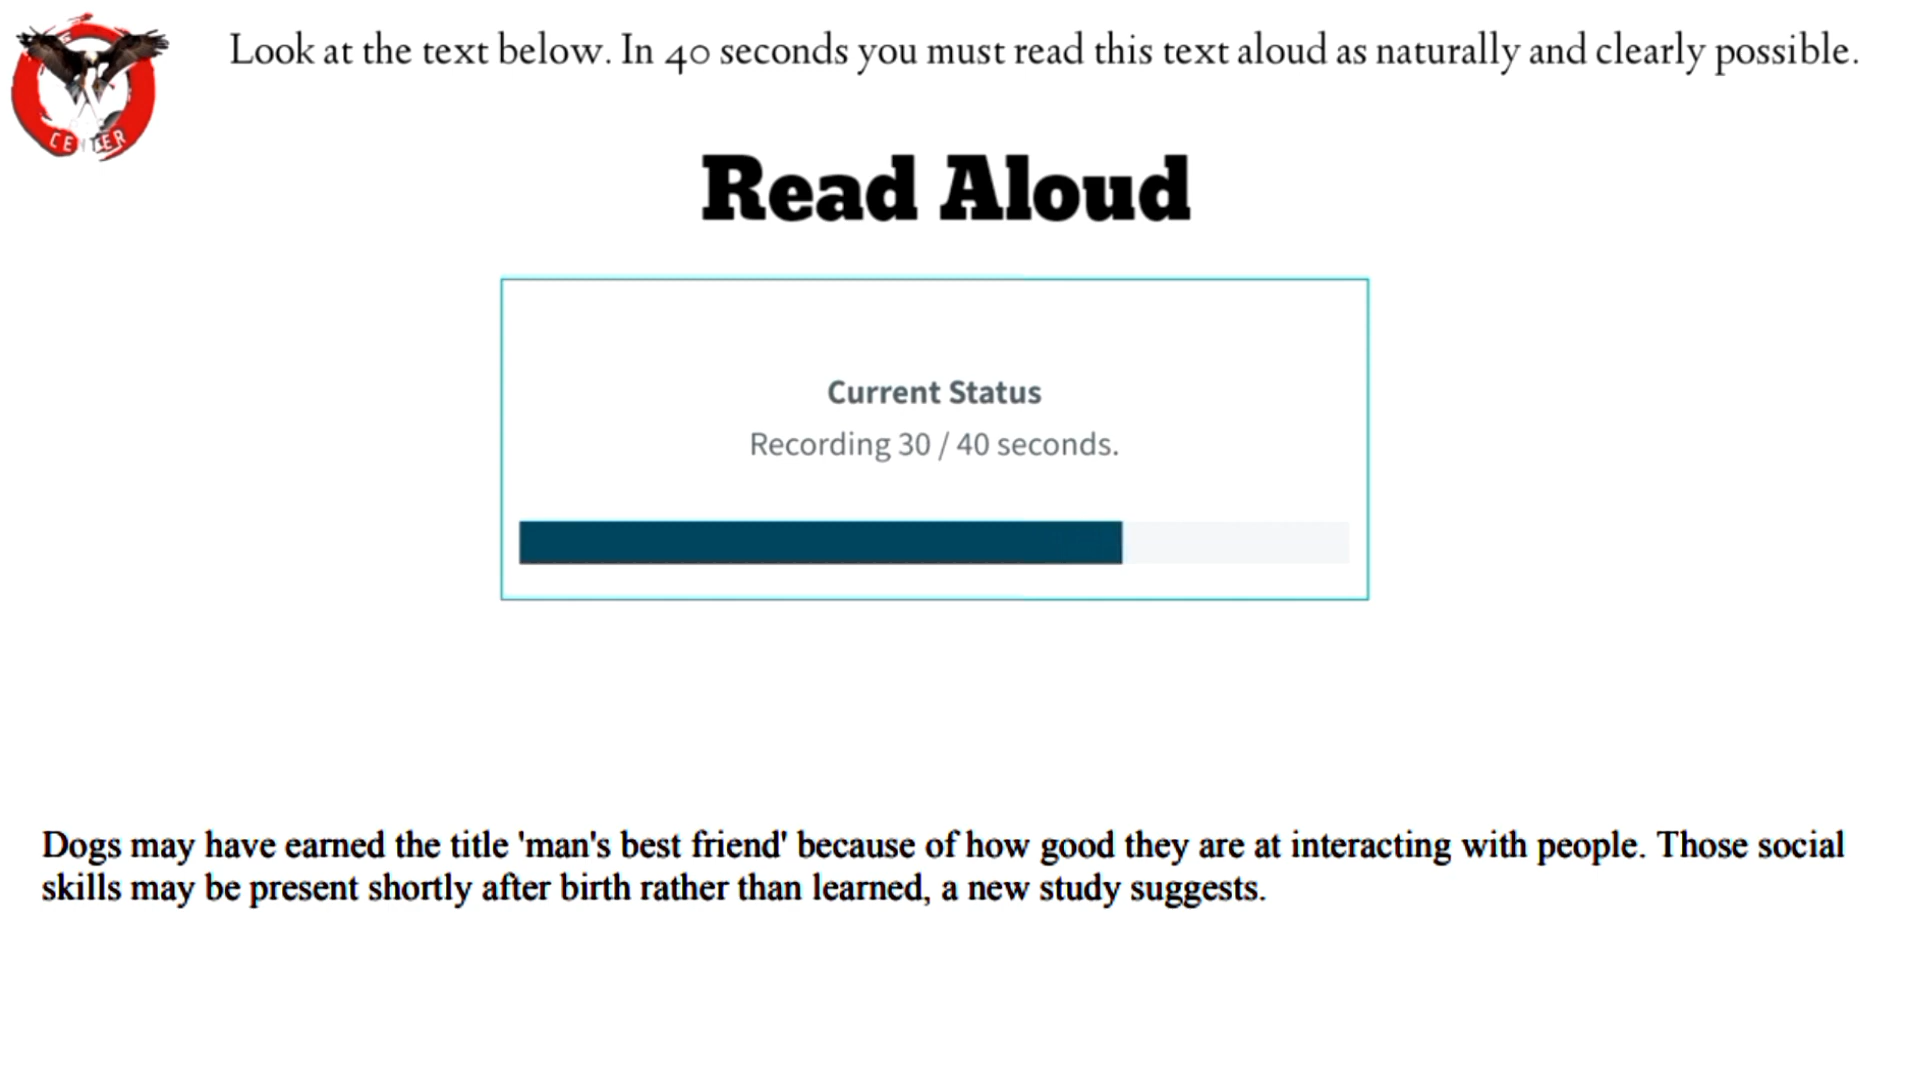 Look at the text below. In 40 seconds you must read this text aloud as naturally and clearly possible.
CENTER
Read Aloud
Current Status
Recording 30 / 40 seconds.
Dogs may have earned the title 'man's best friend' because of how good they are at interacting with people. Those social
skills may be present shortly after birth rather than learned, a new study suggests.